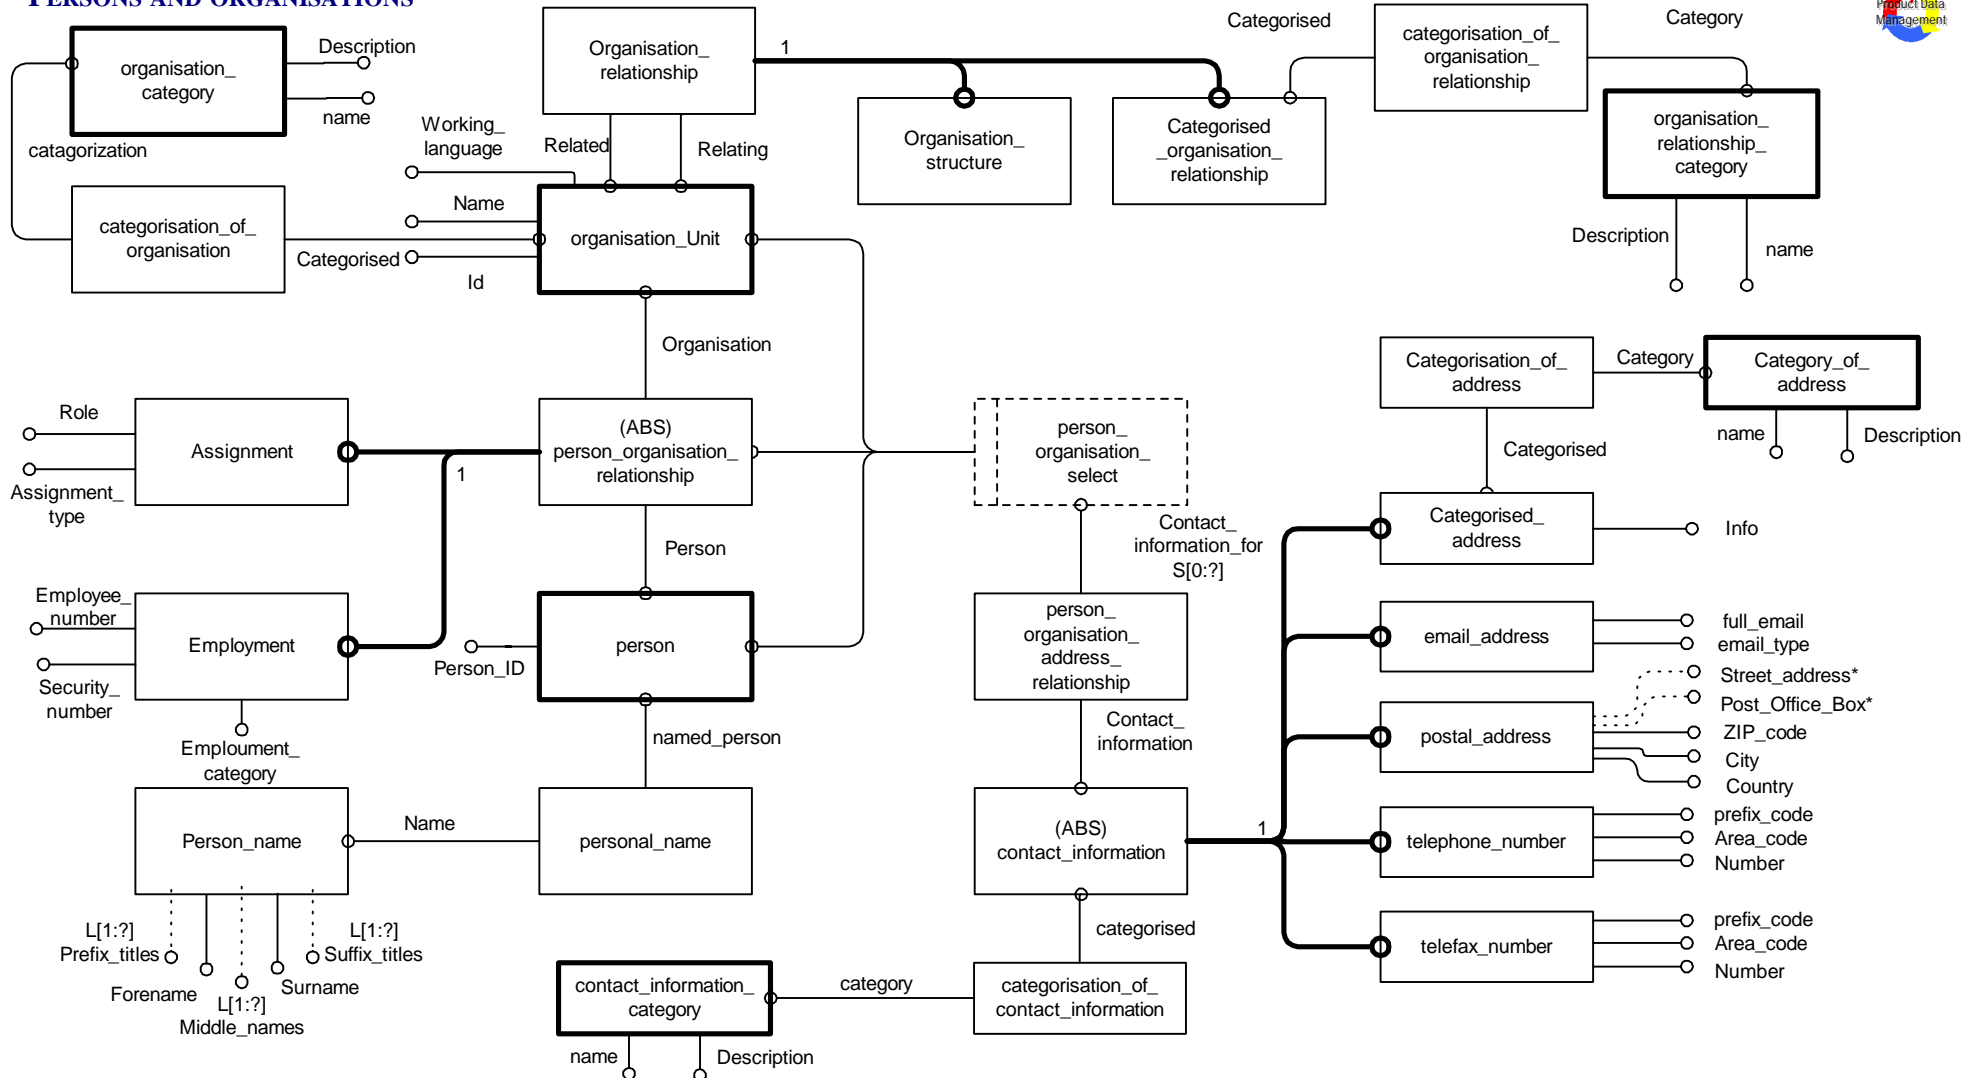 PERSONS AND ORGANISATIONS
Product Data
Management
organisation_
category
Description
name
catagorization
categorisation_of_
organisation
Categorised
Organisation_
relationship
1
Related
Relating
Working_
language
Name
Id
organisation_Unit
Organisation_
structure
Categorised
_organisation_
relationship
Categorised
categorisation_of_
organisation_
relationship
Category
organisation_
relationship_
category
Description
name
Organisation
Role
Assignment_
type
Assignment
1
(ABS)
person_organisation_
relationship
person_
organisation_
select
Categorisation_of_
address
Category
Category_of_
address
name
Description
Categorised
Categorised_
address
Info
Person
Contact_
information_for
S[0:?]
Employee_
number
Security_
number
Employment
Emploument_
category
Person_ID
person
person_
organisation_
address_
relationship
email_address
full_email
email_type
Street_address*
Post_Office_Box*
postal_address
ZIP_code
City
Country
named_person
Contact_
information
Person_name
Name
personal_name
(ABS)
contact_information
1
telephone_number
prefix_code
Area_code
Number
L[1:?]
Prefix_titles
Forename
L[1:?]
Middle_names
Surname
L[1:?]
Suffix_titles
categorised
telefax_number
prefix_code
Area_code
Number
contact_information_
category
category
categorisation_of_
contact_information
name
Description